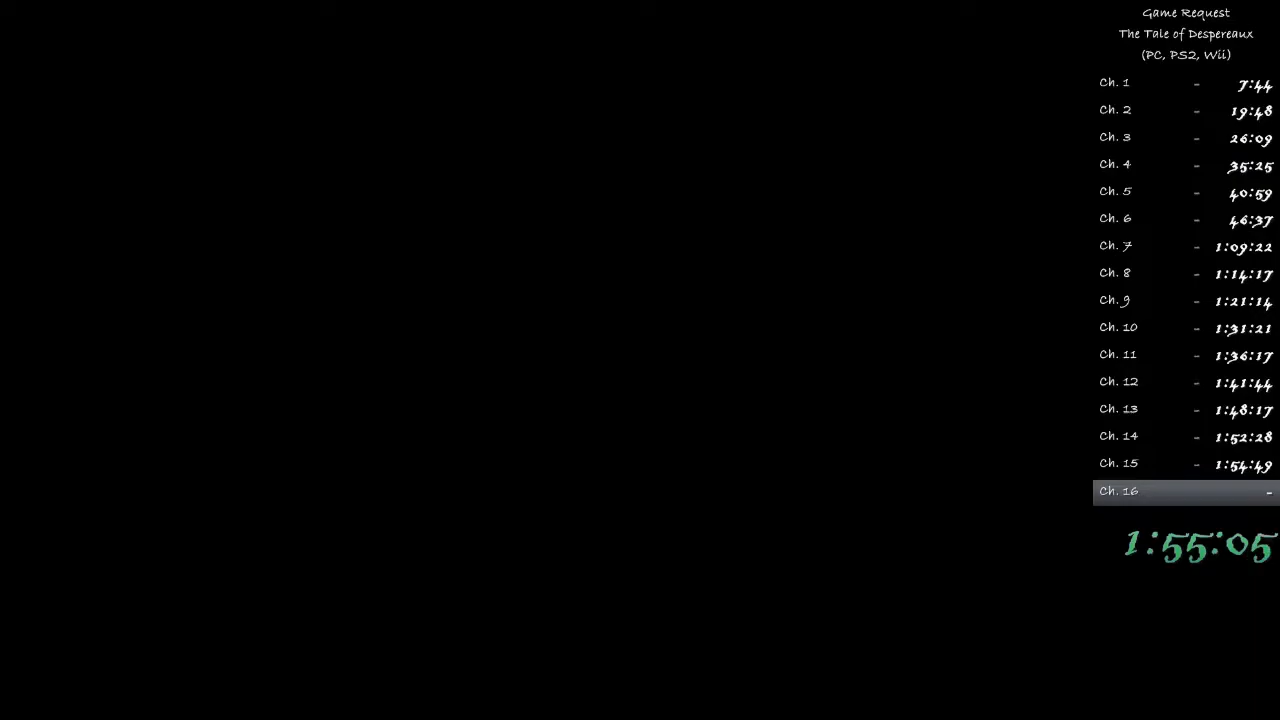 Game Request
The Tale of Despereaux
(PC, PS2, Wii)
Ch. 1 - 7:44
Ch. 2 - 19:48
Ch. 3 - 26:09
Ch. 4 - 35:25
Ch. 5 - 40:59
Ch. 6 - 46:37
Ch. 7 - 1:09:22
Ch. 8 - 1:14:17
Ch. 9 - 1:21:14
Ch. 10 - 1:31:21
Ch. 11 - 1:36:17
Ch. 12 - 1:41:44
Ch. 13 - 1:48:17
Ch. 14 - 1:52:28
Ch. 15 - 1:54:49
Ch. 16 -
1:55:05